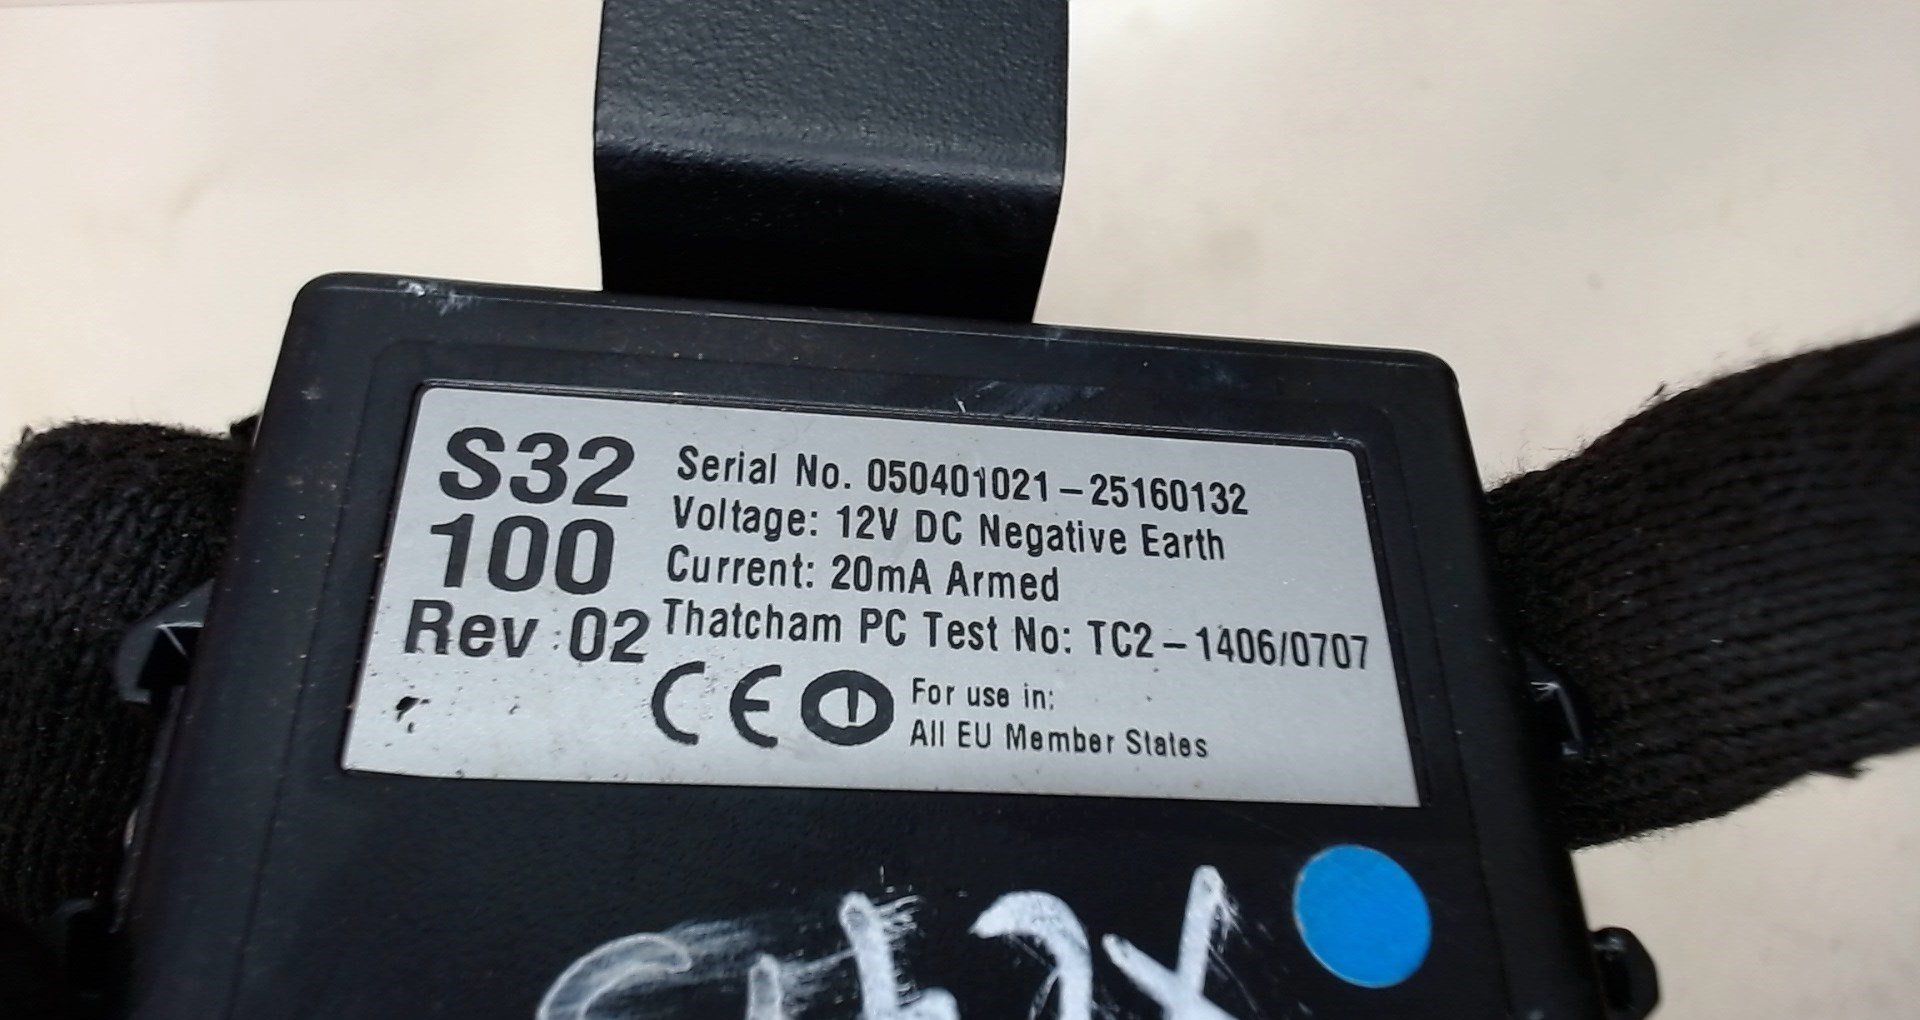 S32
100
Rev 02
Serial No. 050401021-25160132
Voltage: 12V DC Negative Earth
Current: 20mA Armed
Thatcham PC Test No: TC2-1406/0707
CE
For use in:
All EU Member States